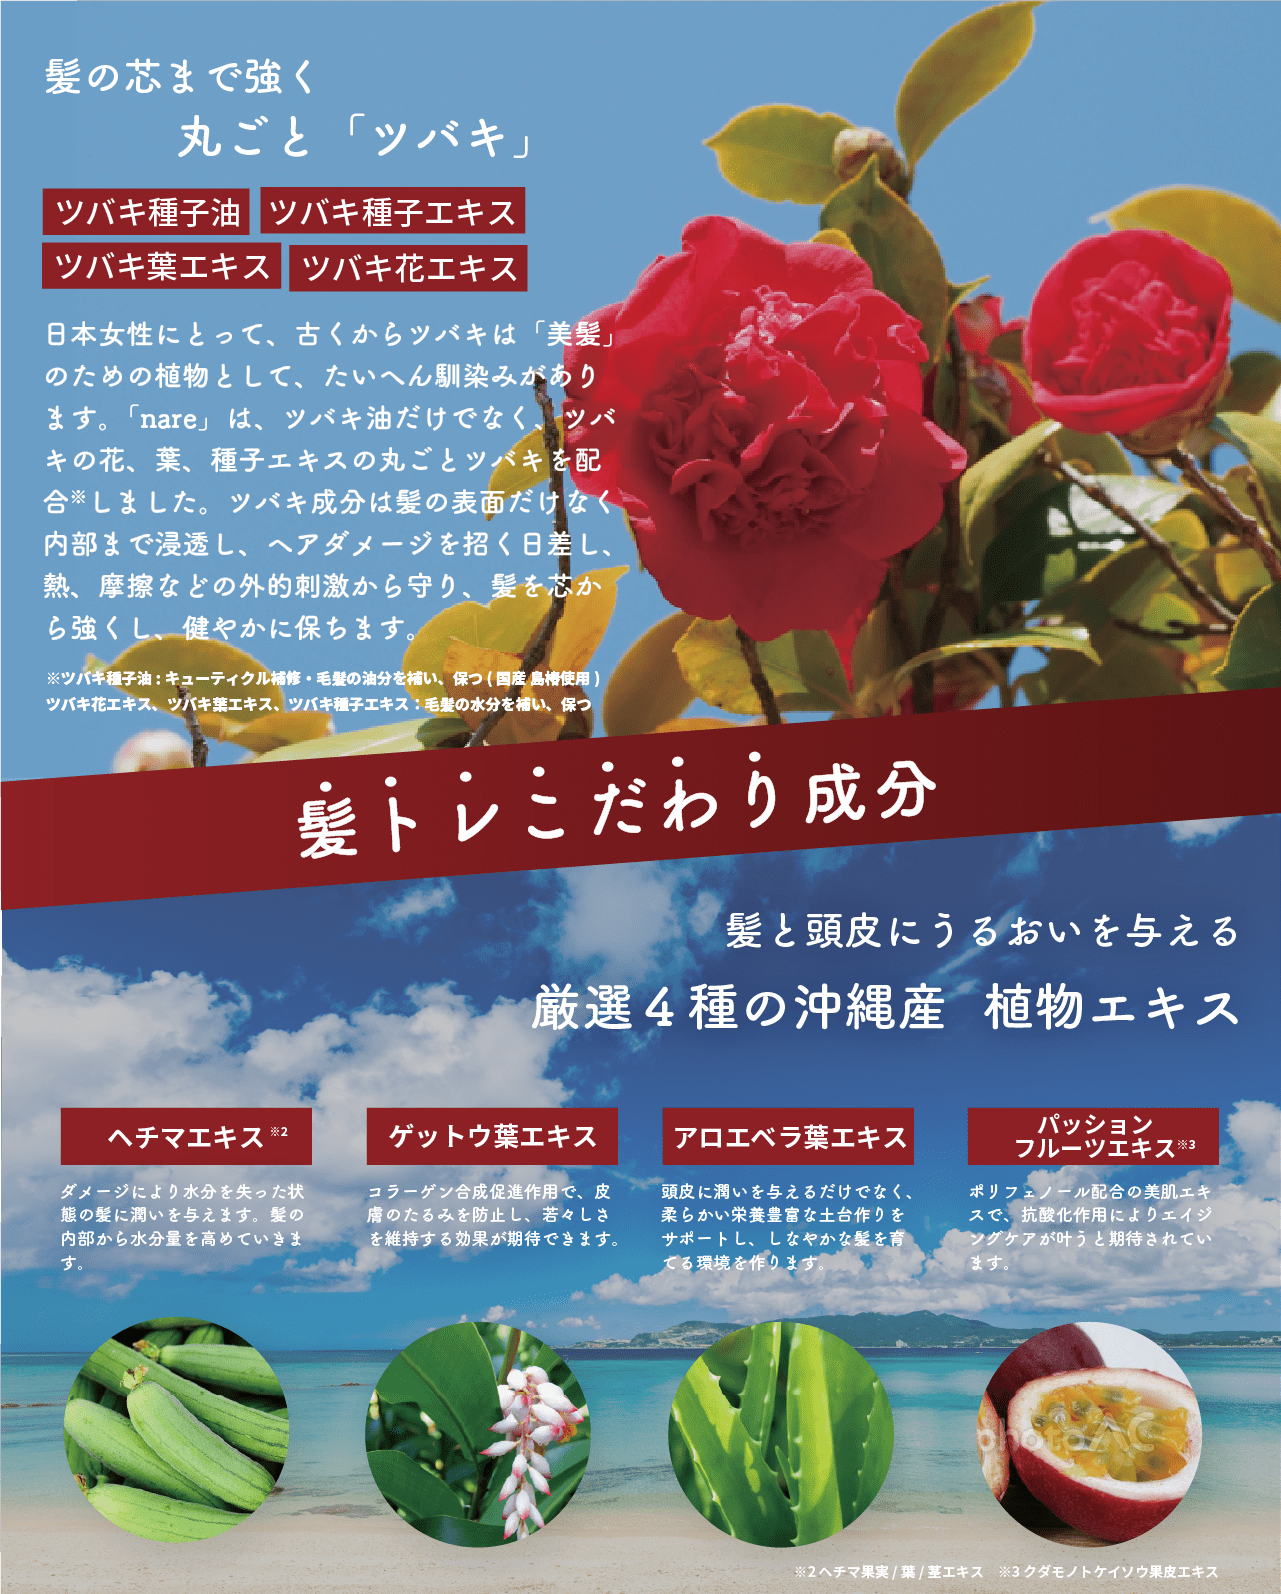 髪の芯まで強く
丸ごと「ツバキ」
ツバキ種子油 ツバキ種子エキス
ツバキ葉エキス ツバキ花エキス
日本女性にとって、古くからツバキは「美髪」
のための植物として、たいへん馴染みがあり
ます。「nare」は、ツバキ油だけでなく、ツバ
キの花、葉、種子エキスの丸ごとツバキを配
合※しました。ツバキ成分は髪の表面だけなく
内部まで浸透し、ヘアダメージを招く日差し、
熱、摩擦などの外的刺激から守り、髪を芯か
ら強くし、健やかに保ちます。
※ツバキ種子油：キューティクル補修・毛髪の油分を補い、保つ（国産 島椿使用）
ツバキ花エキス、ツバキ葉エキス、ツバキ種子エキス：毛髪の水分を補い、保つ
髪トレこだわり成分
髪と頭皮にうるおいを与える
厳選４種の沖縄産 植物エキス
ヘチマエキス※2
ダメージにより水分を失った状
態の髪に潤いを与えます。髪の
内部から水分量を高めていきま
す。
ゲットウ葉エキス
コラーゲン合成促進作用で、皮
膚のたるみを防止し、若々しさ
を維持する効果が期待できます。
アロエベラ葉エキス
頭皮に潤いを与えるだけでなく、
柔らかい栄養豊富な土台作りを
サポートし、しなやかな髪を育
てる環境を作ります。
パッション
フルーツエキス※3
ポリフェノール配合の美肌エキ
スで、抗酸化作用によりエイジ
ングケアが叶うと期待されてい
ます。
photoAC
※2 ヘチマ果実 / 葉 / 茎エキス ※3 クダモノトケイソウ果皮エキス